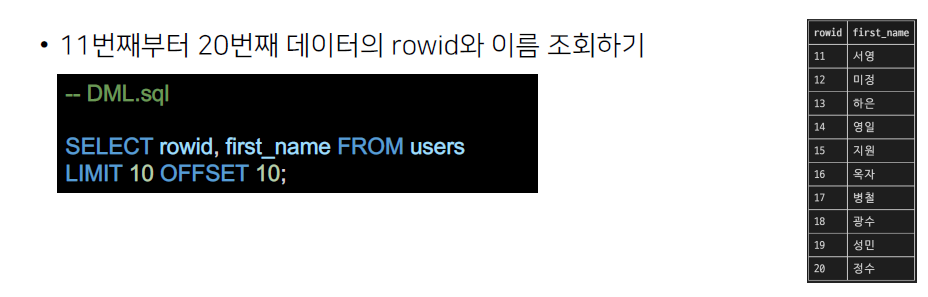 • 11번째부터 20번째 데이터의 rowid와 이름 조회하기
-- DML.sql
SELECT rowid, first_name FROM users
LIMIT 10 OFFSET 10;
rowid first_name
11 서영
12 미정
13 하은
14 영일
15 지원
16 옥자
17 병철
18 광수
19 성민
20 정수